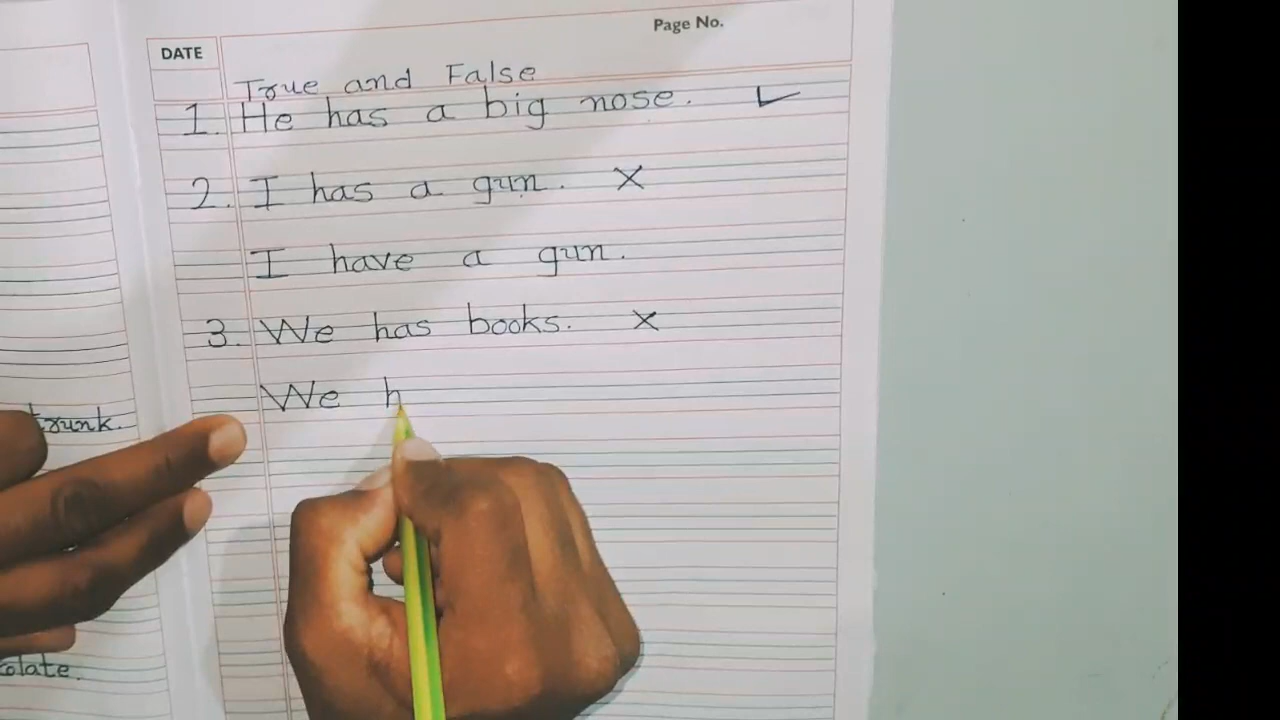 Page No.
DATE
True and False
1. He has a big nose. ✓
2. I has a gun. ✗
I have a gun.
3. We has books. ✗
We h
trunk.
olate.